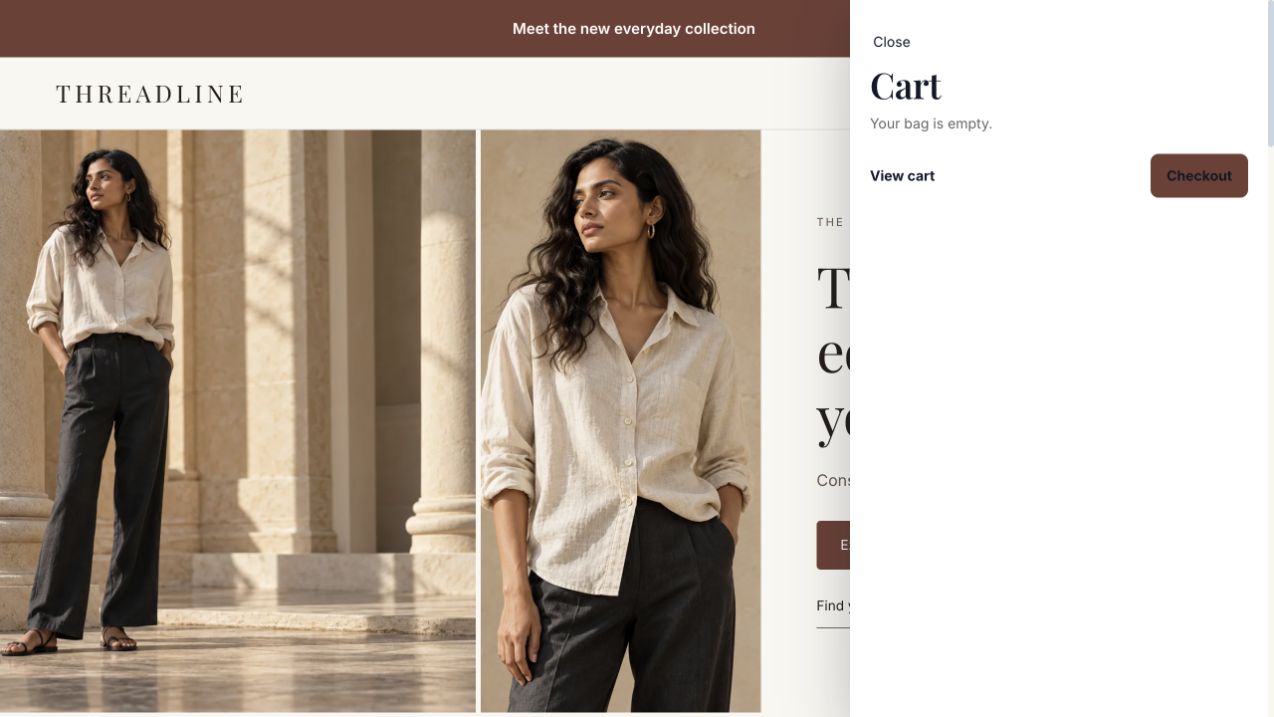 Meet the new everyday collection
THREADLINE
THE
T
Cons
Find
Close
Cart
Your bag is empty.
View cart
Checkout